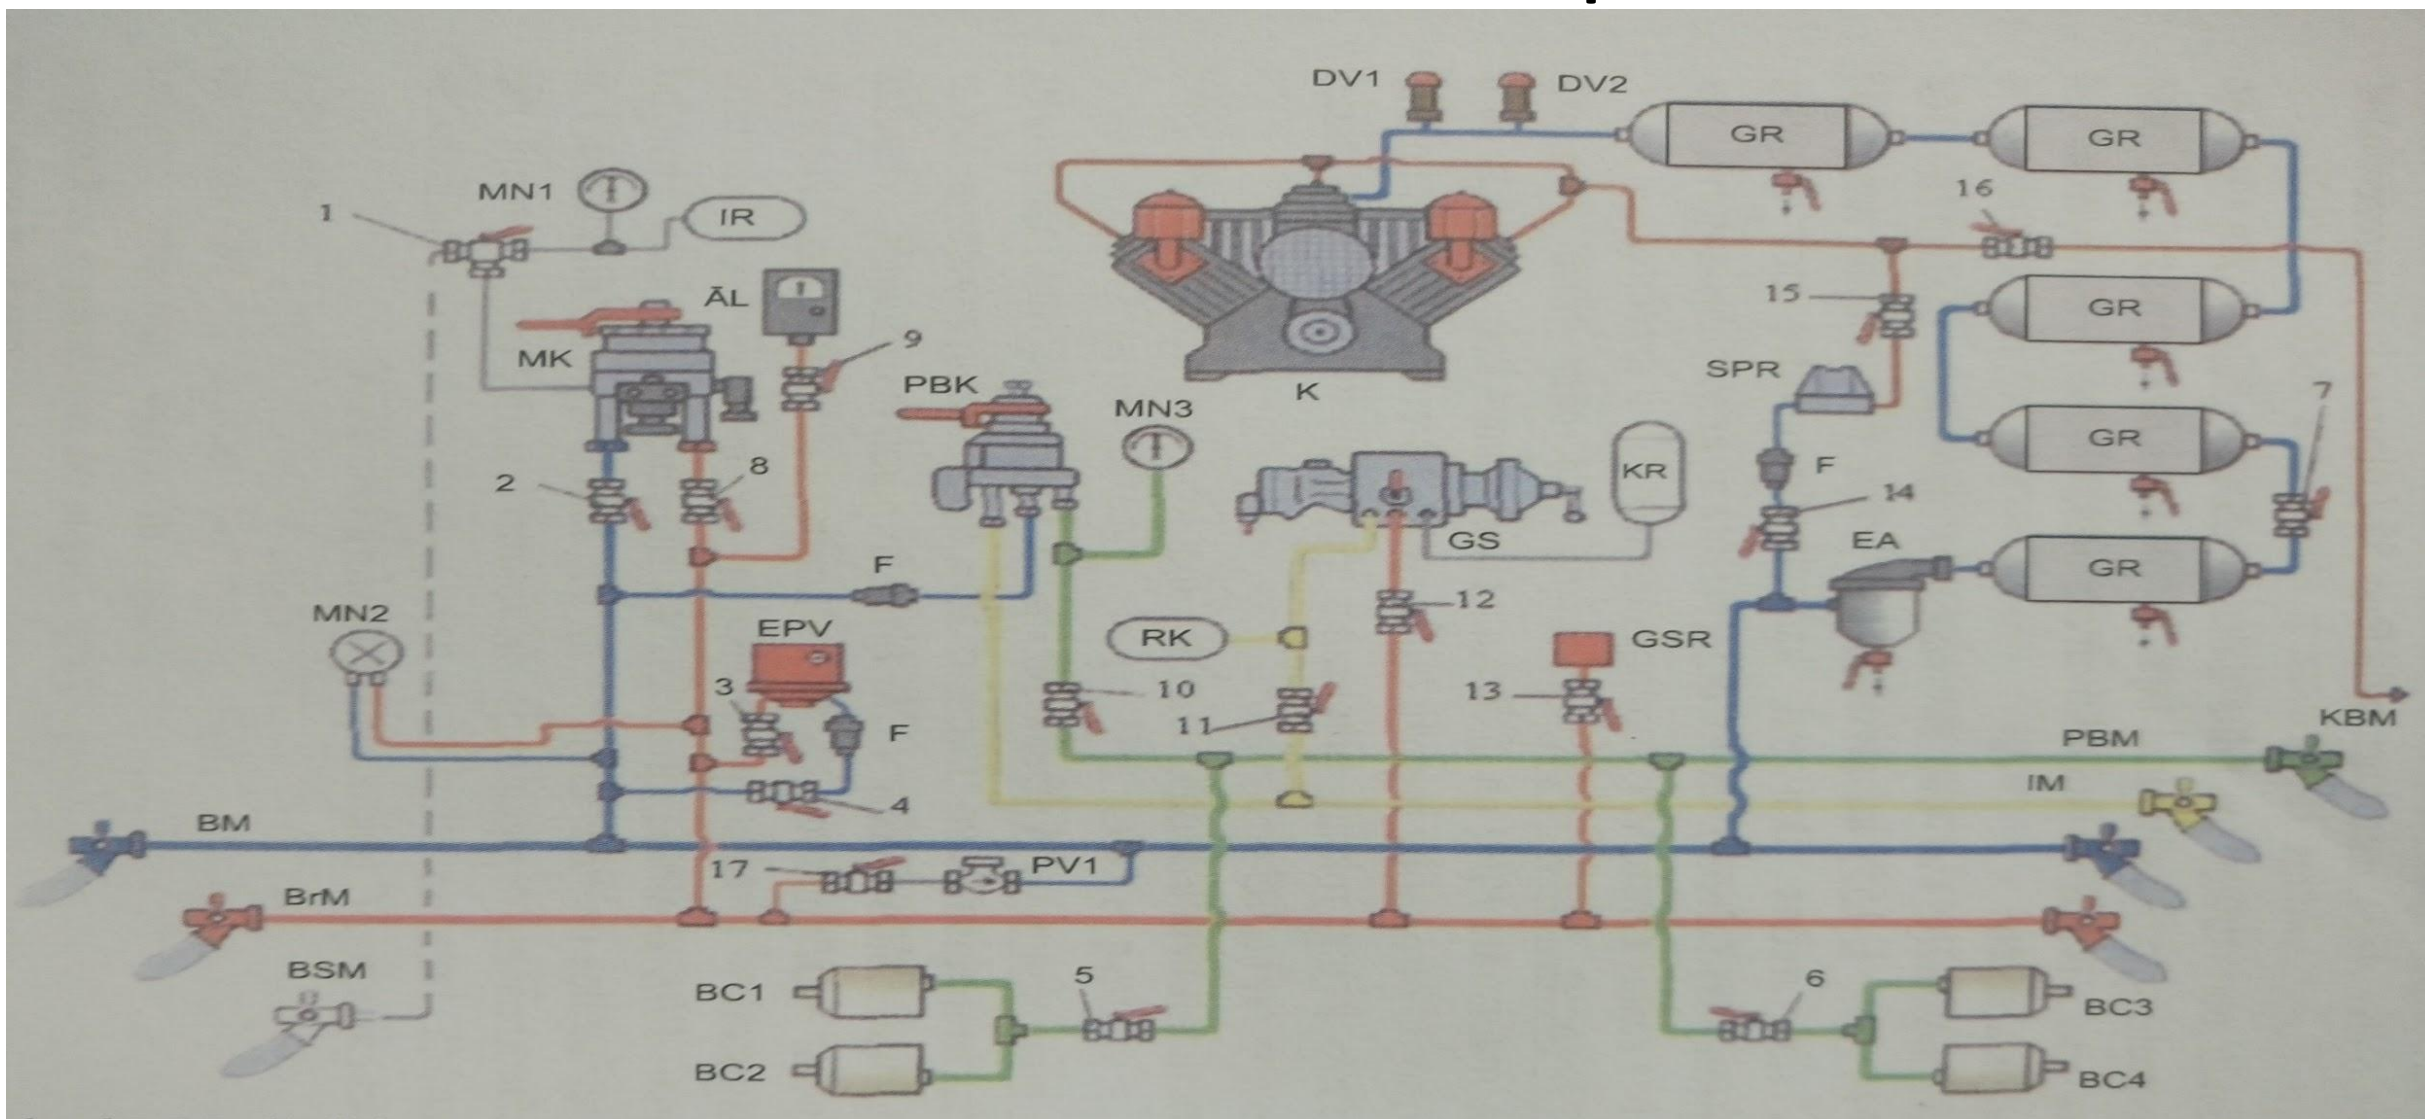 DV1
DV2
GR
GR
MN1
IR
1
16
ĀL
15
GR
MK
9
PBK
SPR
7
K
MN3
GR
2
8
F
KR
14
GS
EA
F
GR
12
MN2
EPV
RK
GSR
3
10
13
F
11
KBM
PBM
4
IM
BM
17
PV1
BrM
BSM
5
6
BC1
BC3
BC2
BC4